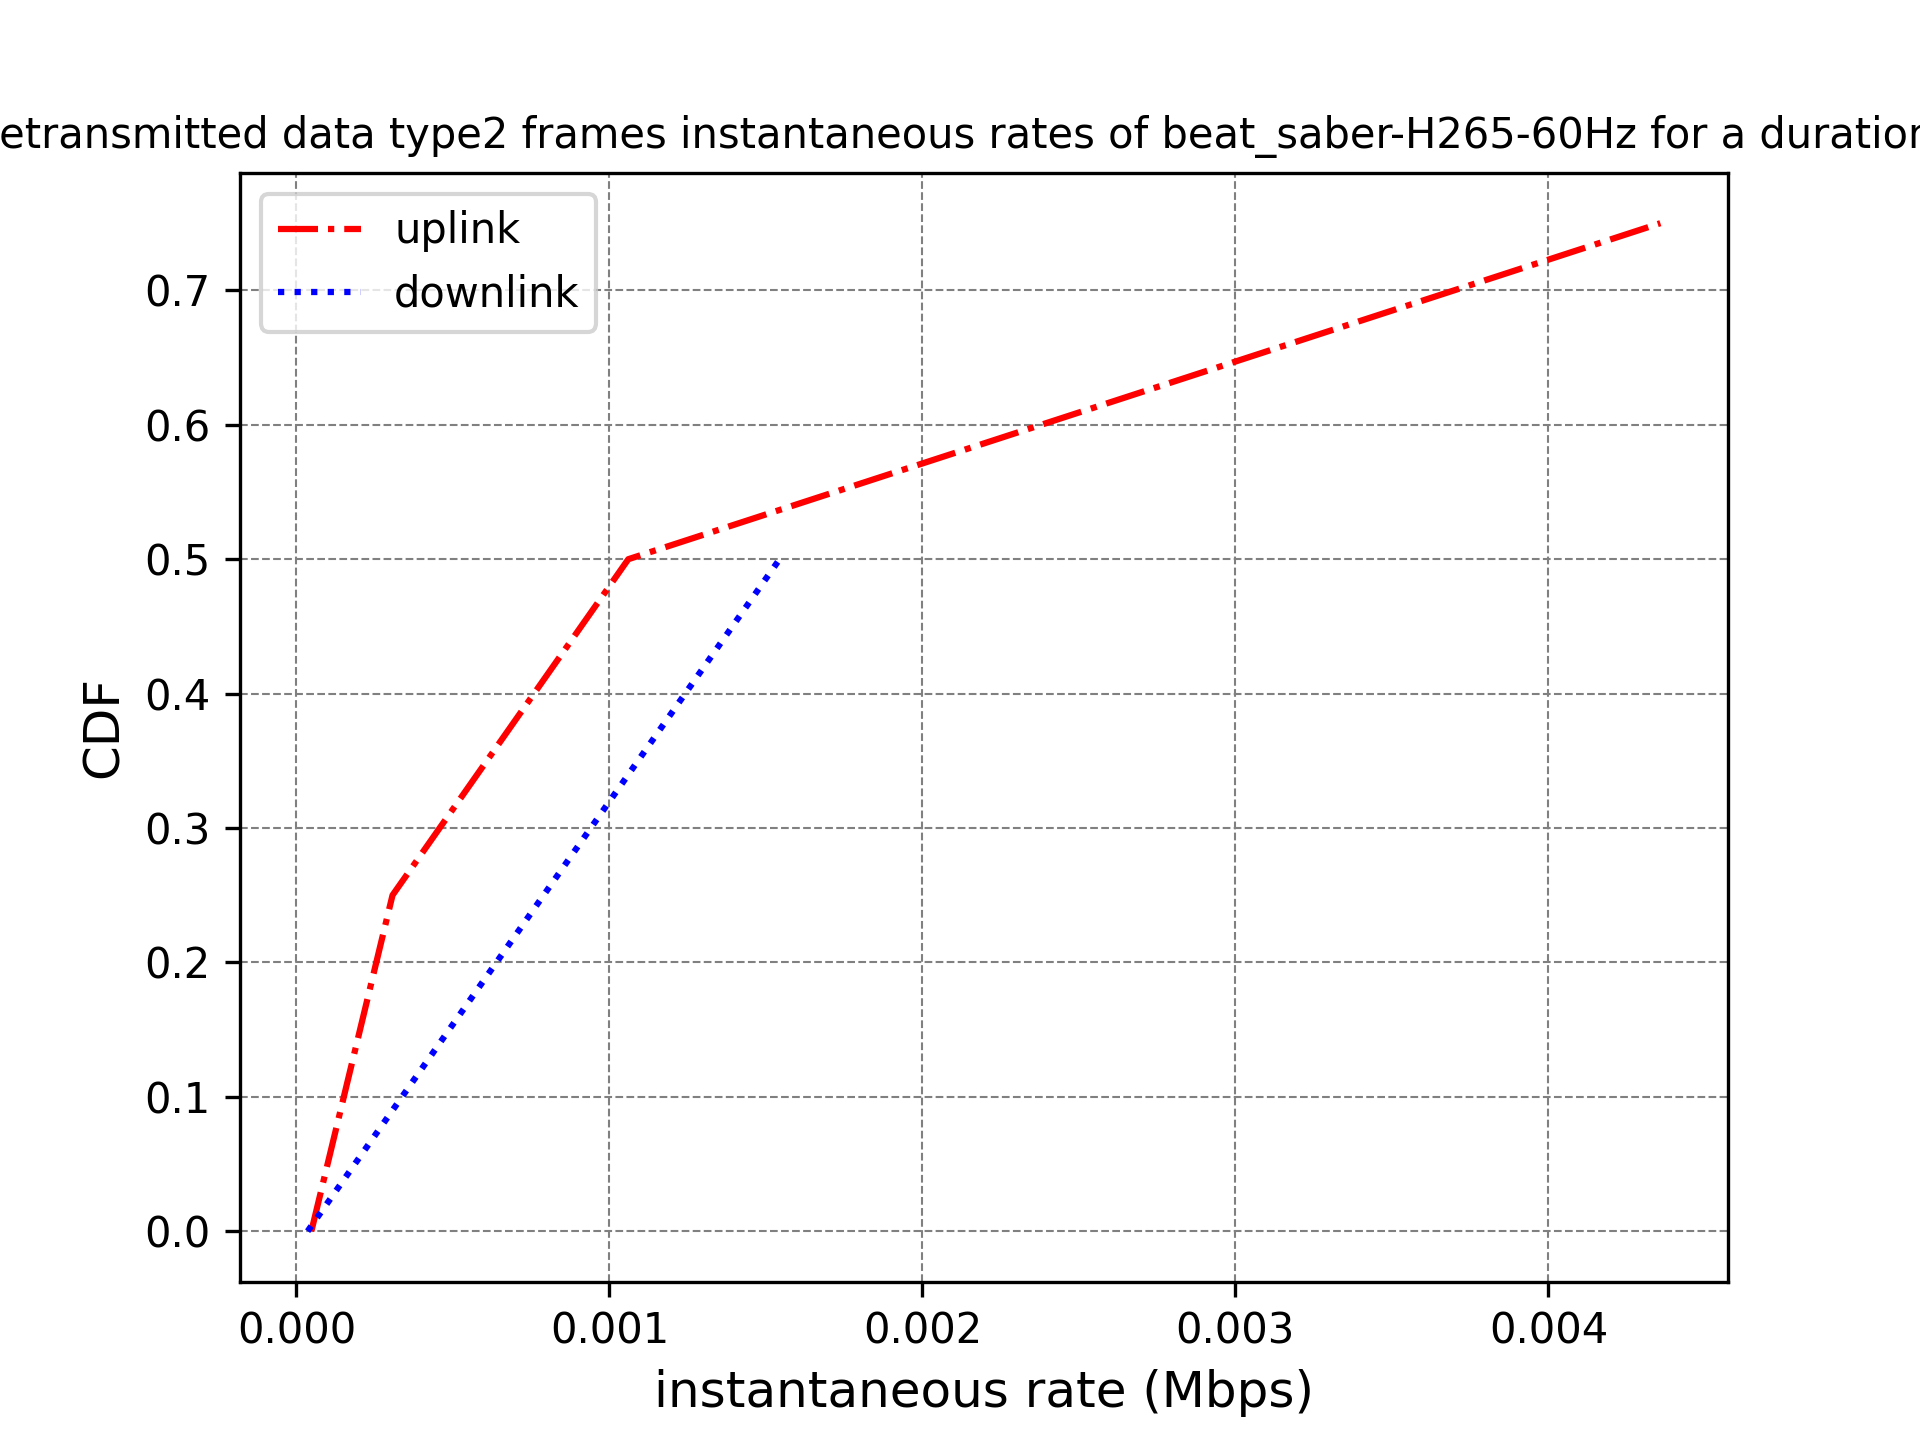 etransmitted data type2 frames instantaneous rates of beat_saber-H265-60Hz for a duration
uplink
downlink
0.7
0.6
0.5
0.4
0.3
0.2
0.1
0.0
CDF
0.000 0.001 0.002 0.003 0.004
instantaneous rate (Mbps)